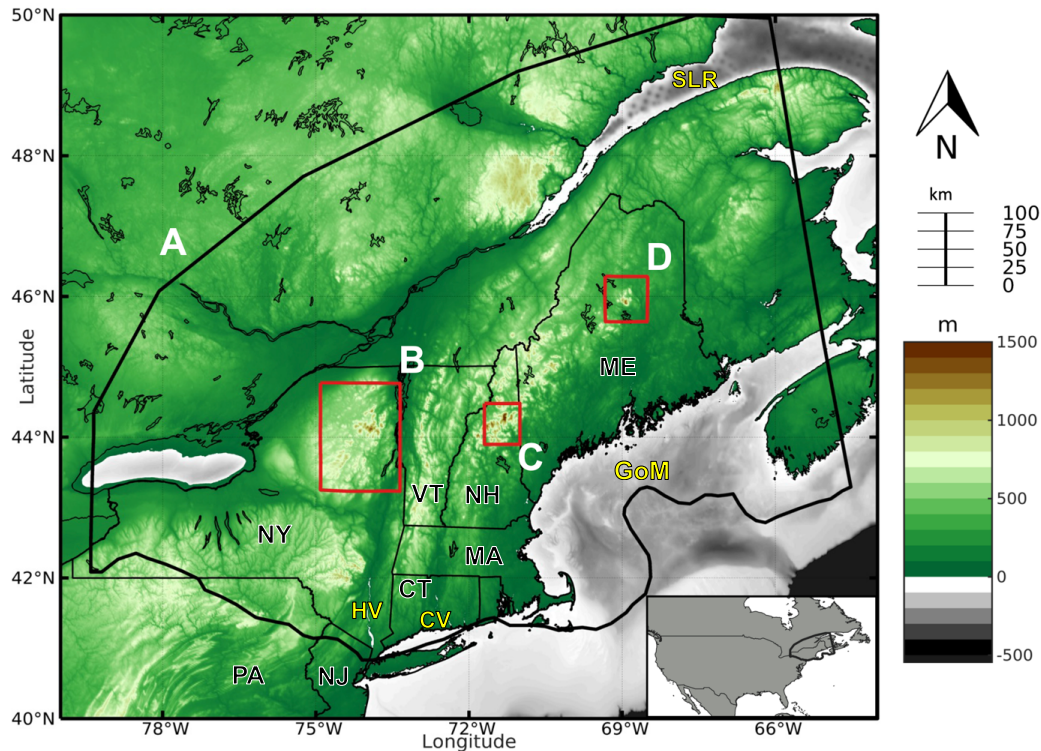 50°N
48°N
46°N
44°N
42°N
40°N
Latitude
78°W
75°W
72°W
69°W
66°W
Longitude
SLR
A
D
B
ME
C
GoM
VT
NH
NY
MA
CT
HV
CV
PA
NJ
N
km
100
75
50
25
0
m
1500
1000
500
0
-500